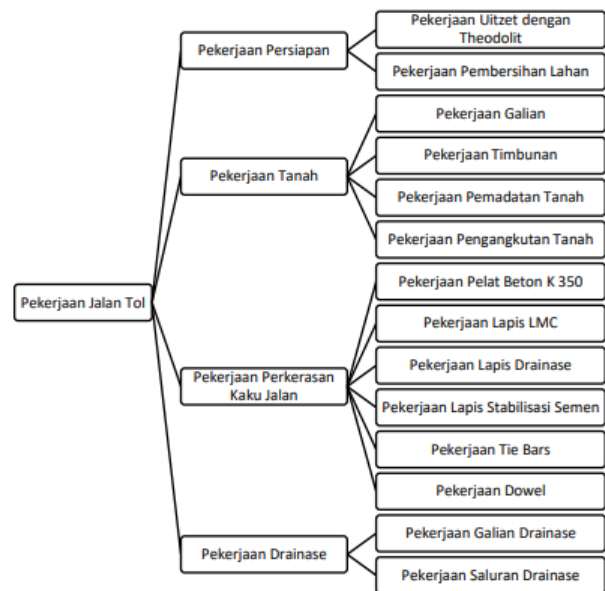 Pekerjaan Jalan Tol
Pekerjaan Persiapan
Pekerjaan Uitzet dengan
Theodolit
Pekerjaan Pembersihan Lahan
Pekerjaan Tanah
Pekerjaan Galian
Pekerjaan Timbunan
Pekerjaan Pemadatan Tanah
Pekerjaan Pengangkutan Tanah
Pekerjaan Perkerasan
Kaku Jalan
Pekerjaan Pelat Beton K 350
Pekerjaan Lapis LMC
Pekerjaan Lapis Drainase
Pekerjaan Lapis Stabilisasi Semen
Pekerjaan Tie Bars
Pekerjaan Dowel
Pekerjaan Drainase
Pekerjaan Galian Drainase
Pekerjaan Saluran Drainase